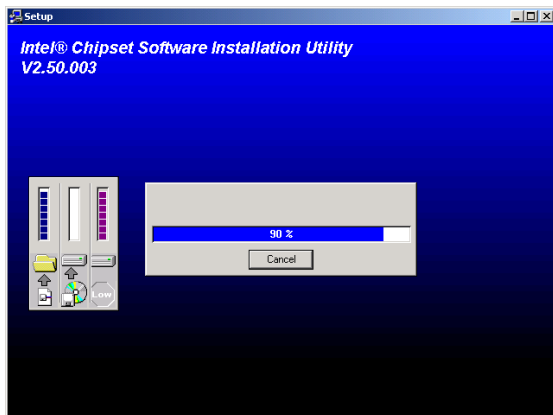 Setup
Intel® Chipset Software Installation Utility
V2.50.003
90 %
Cancel
Low